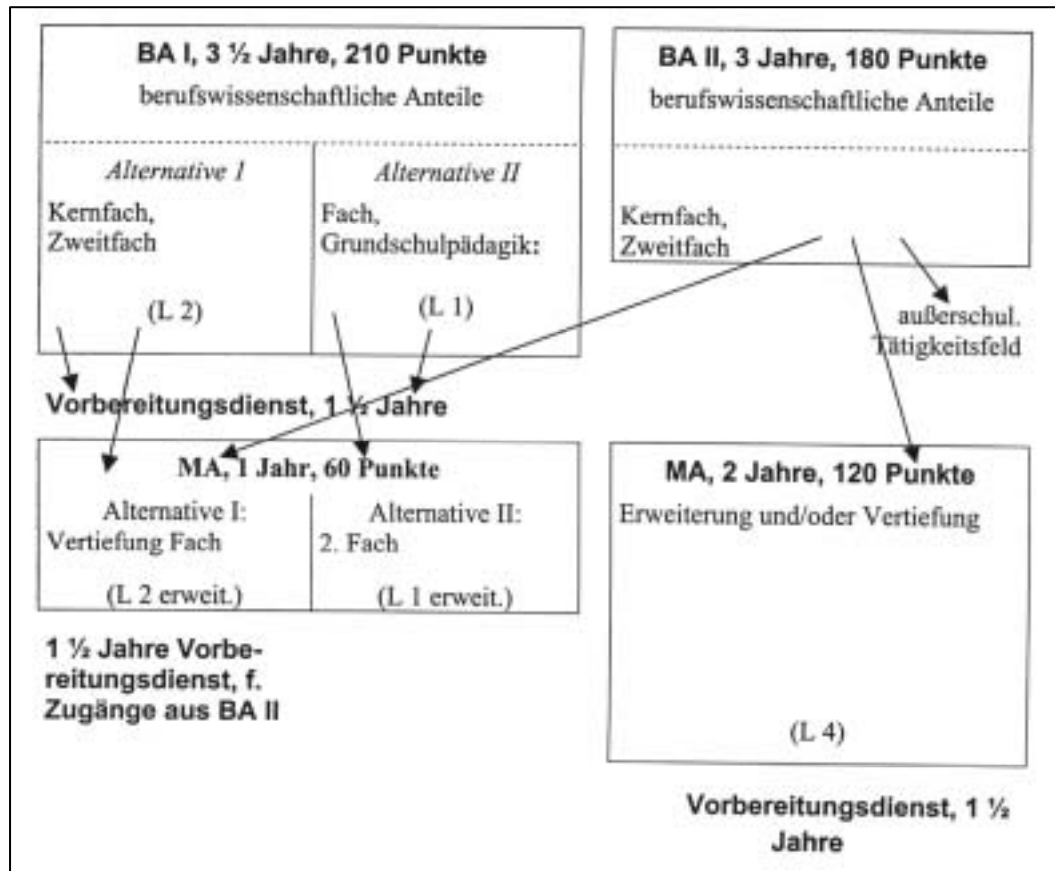 BA I, 3 ½ Jahre, 210 Punkte
berufswissenschaftliche Anteile
Alternative 1
Kernfach,
Zweitfach
(L 2)
Alternative II
Fach,
Grundschulpädagik:
(L 1)
BA II, 3 Jahre, 180 Punkte
berufswissenschaftliche Anteile
Kernfach,
Zweitfach
außerschul.
Tätigkeitsfeld
Vorbereitungsdienst, 1 ½ Jahre
MA, 1 Jahr, 60 Punkte
Alternative I:
Vertiefung Fach
(L 2 erweit.)
Alternative II:
2. Fach
(L 1 erweit.)
1 ½ Jahre Vorbe-
reitungsdienst, f.
Zugänge aus BA II
MA, 2 Jahre, 120 Punkte
Erweiterung und/oder Vertiefung
(L 4)
Vorbereitungsdienst, 1 ½
Jahre